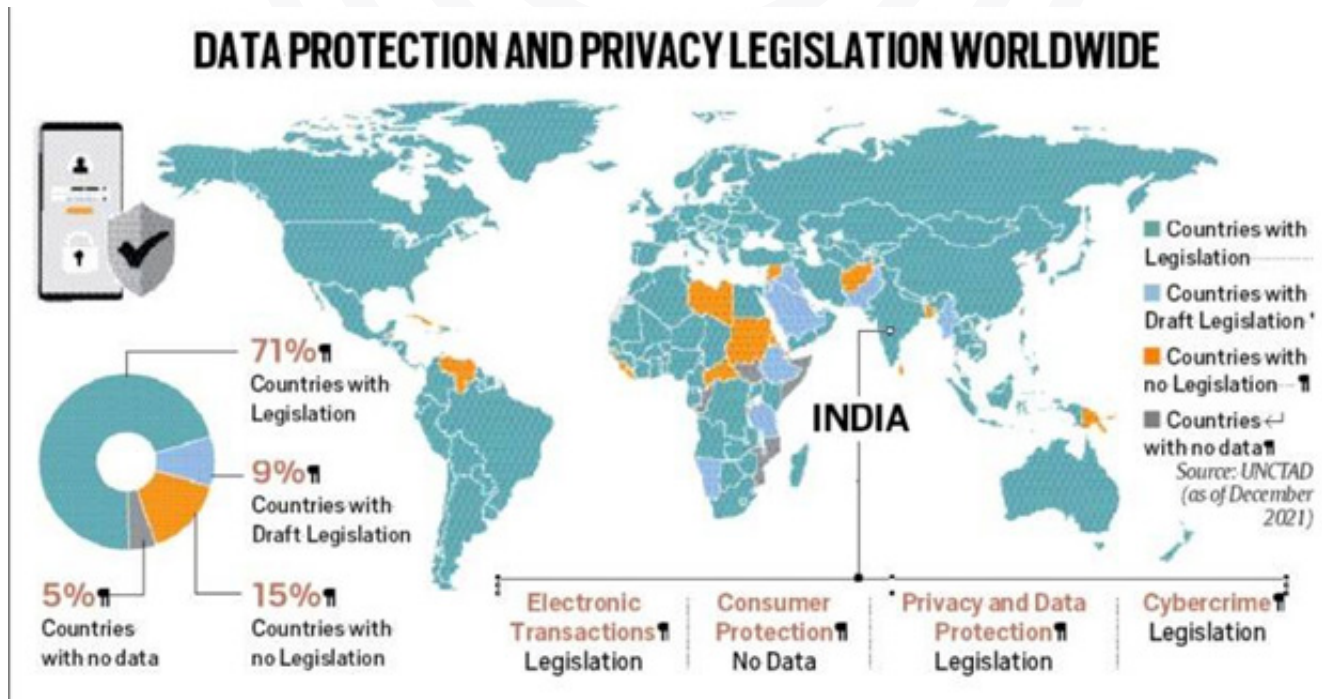 DATA PROTECTION AND PRIVACY LEGISLATION WORLDWIDE
71%¶
Countries with
Legislation
9%¶
Countries with
Draft Legislation
15%¶
Countries with
no Legislation
5%¶
Countries
with no data
INDIA
Countries with
Legislation
Countries with
Draft Legislation
Countries with
no Legislation ¶
Countries ↵
with no data¶
Source: UNCTAD
(as of December
2021)
Electronic
Transactions¶
Legislation
Consumer
Protection¶
No Data
Privacy and Data
Protection¶
Legislation
Cybercrime¶
Legislation